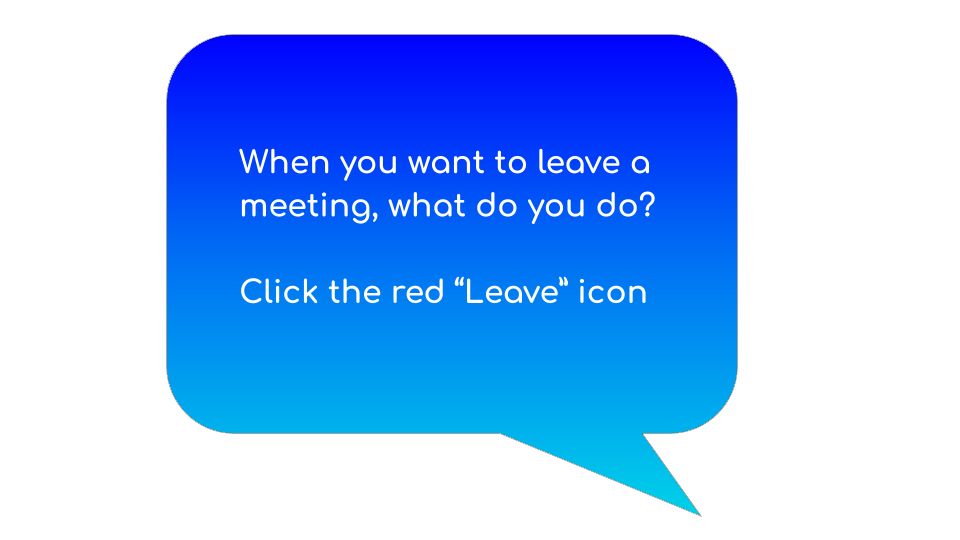 When you want to leave a
meeting, what do you do?
Click the red “Leave” icon